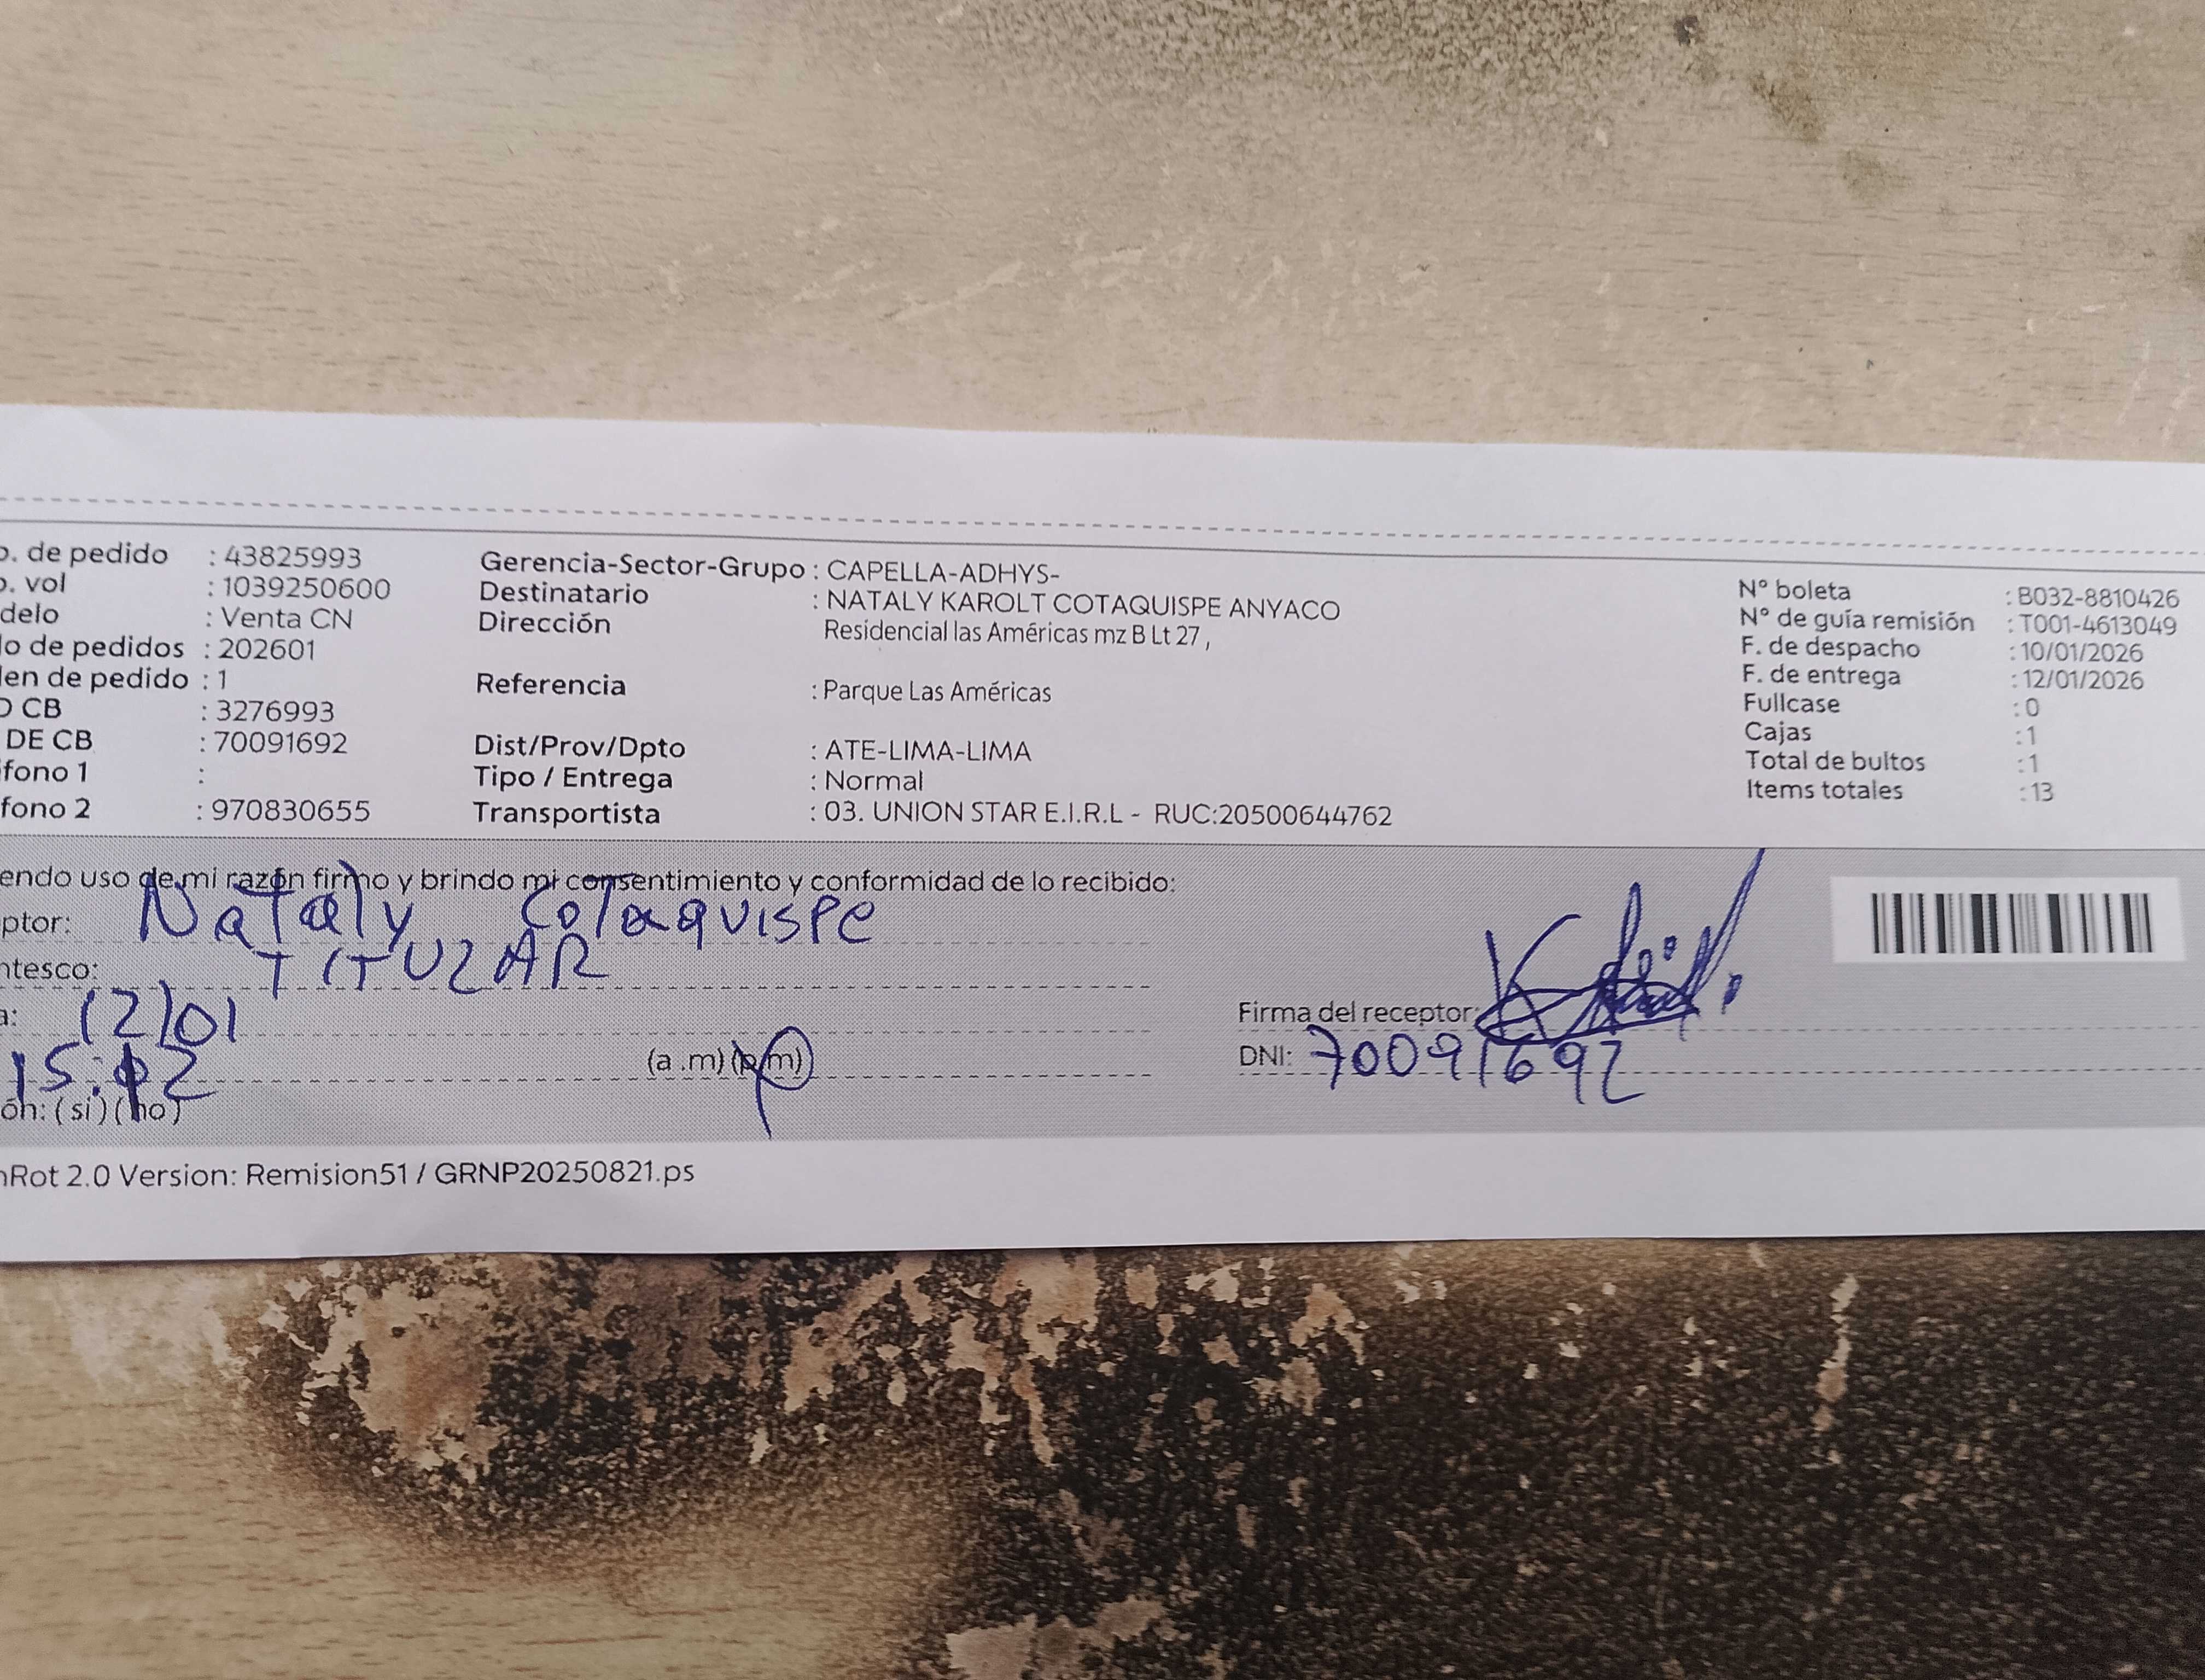 o. de pedido : 43825993
o. vol : 1039250600
delo : Venta CN
lo de pedidos : 202601
len de pedido : 1
O CB : 3276993
DE CB : 70091692
fono 1 :
fono 2 : 970830655
Gerencia-Sector-Grupo : CAPELLA-ADHYS-
Destinatario : NATALY KAROLT COTAQUISPE ANYACO
Dirección Residencial las Américas mz B Lt 27 ,
Referencia : Parque Las Américas
Dist/Prov/Dpto : ATE-LIMA-LIMA
Tipo / Entrega : Normal
Transportista : 03. UNION STAR E.I.R.L - RUC:20500644762
N° boleta : B032-8810426
N° de guía remisión : T001-4613049
F. de despacho : 10/01/2026
F. de entrega : 12/01/2026
Fullcase : 0
Cajas : 1
Total de bultos : 1
Items totales : 13
endo uso de mi razón firmo y brindo mi consentimiento y conformidad de lo recibido:
ptor: Nataly Cotaquispe
ntesco: TITULAR
a: 12/01
(a .m) (p.m)
ón: (si) (no)
Firma del receptor:
DNI: 70091692
nRot 2.0 Version: Remision51 / GRNP20250821.ps